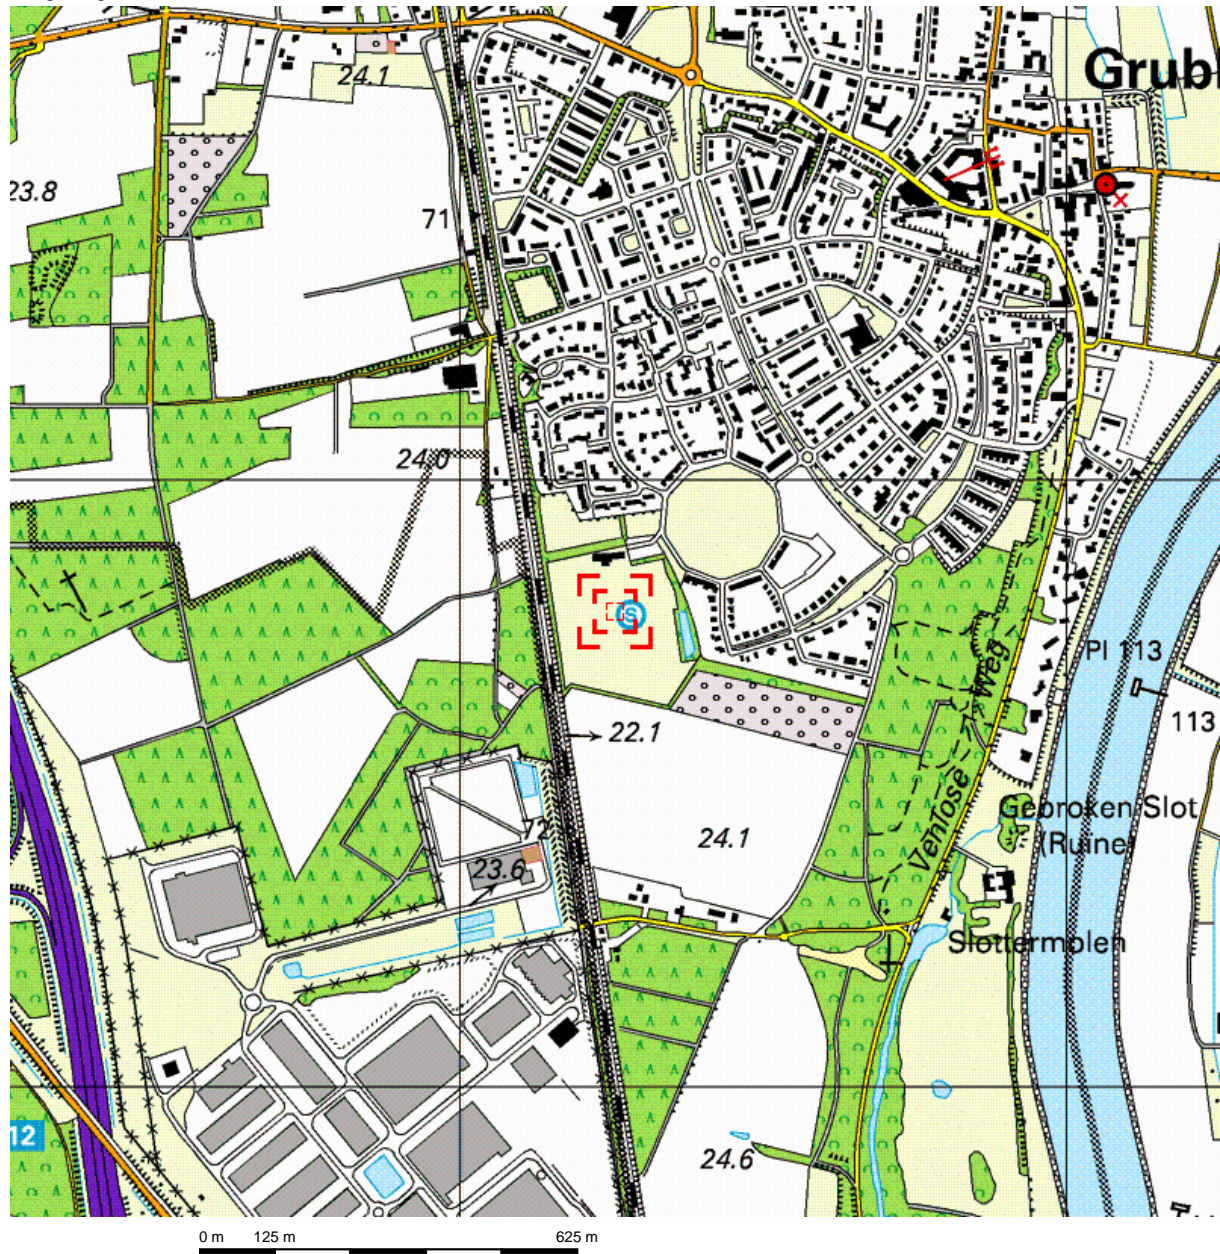 Grub
24.1
23.8
71
24.0
S
Weg
Pl 113
22.1
113
Venlose
Gebroken Slot
(Ruine)
72
24.1
23.6
Slottermolen
12
24.6
0 m 125 m 625 m